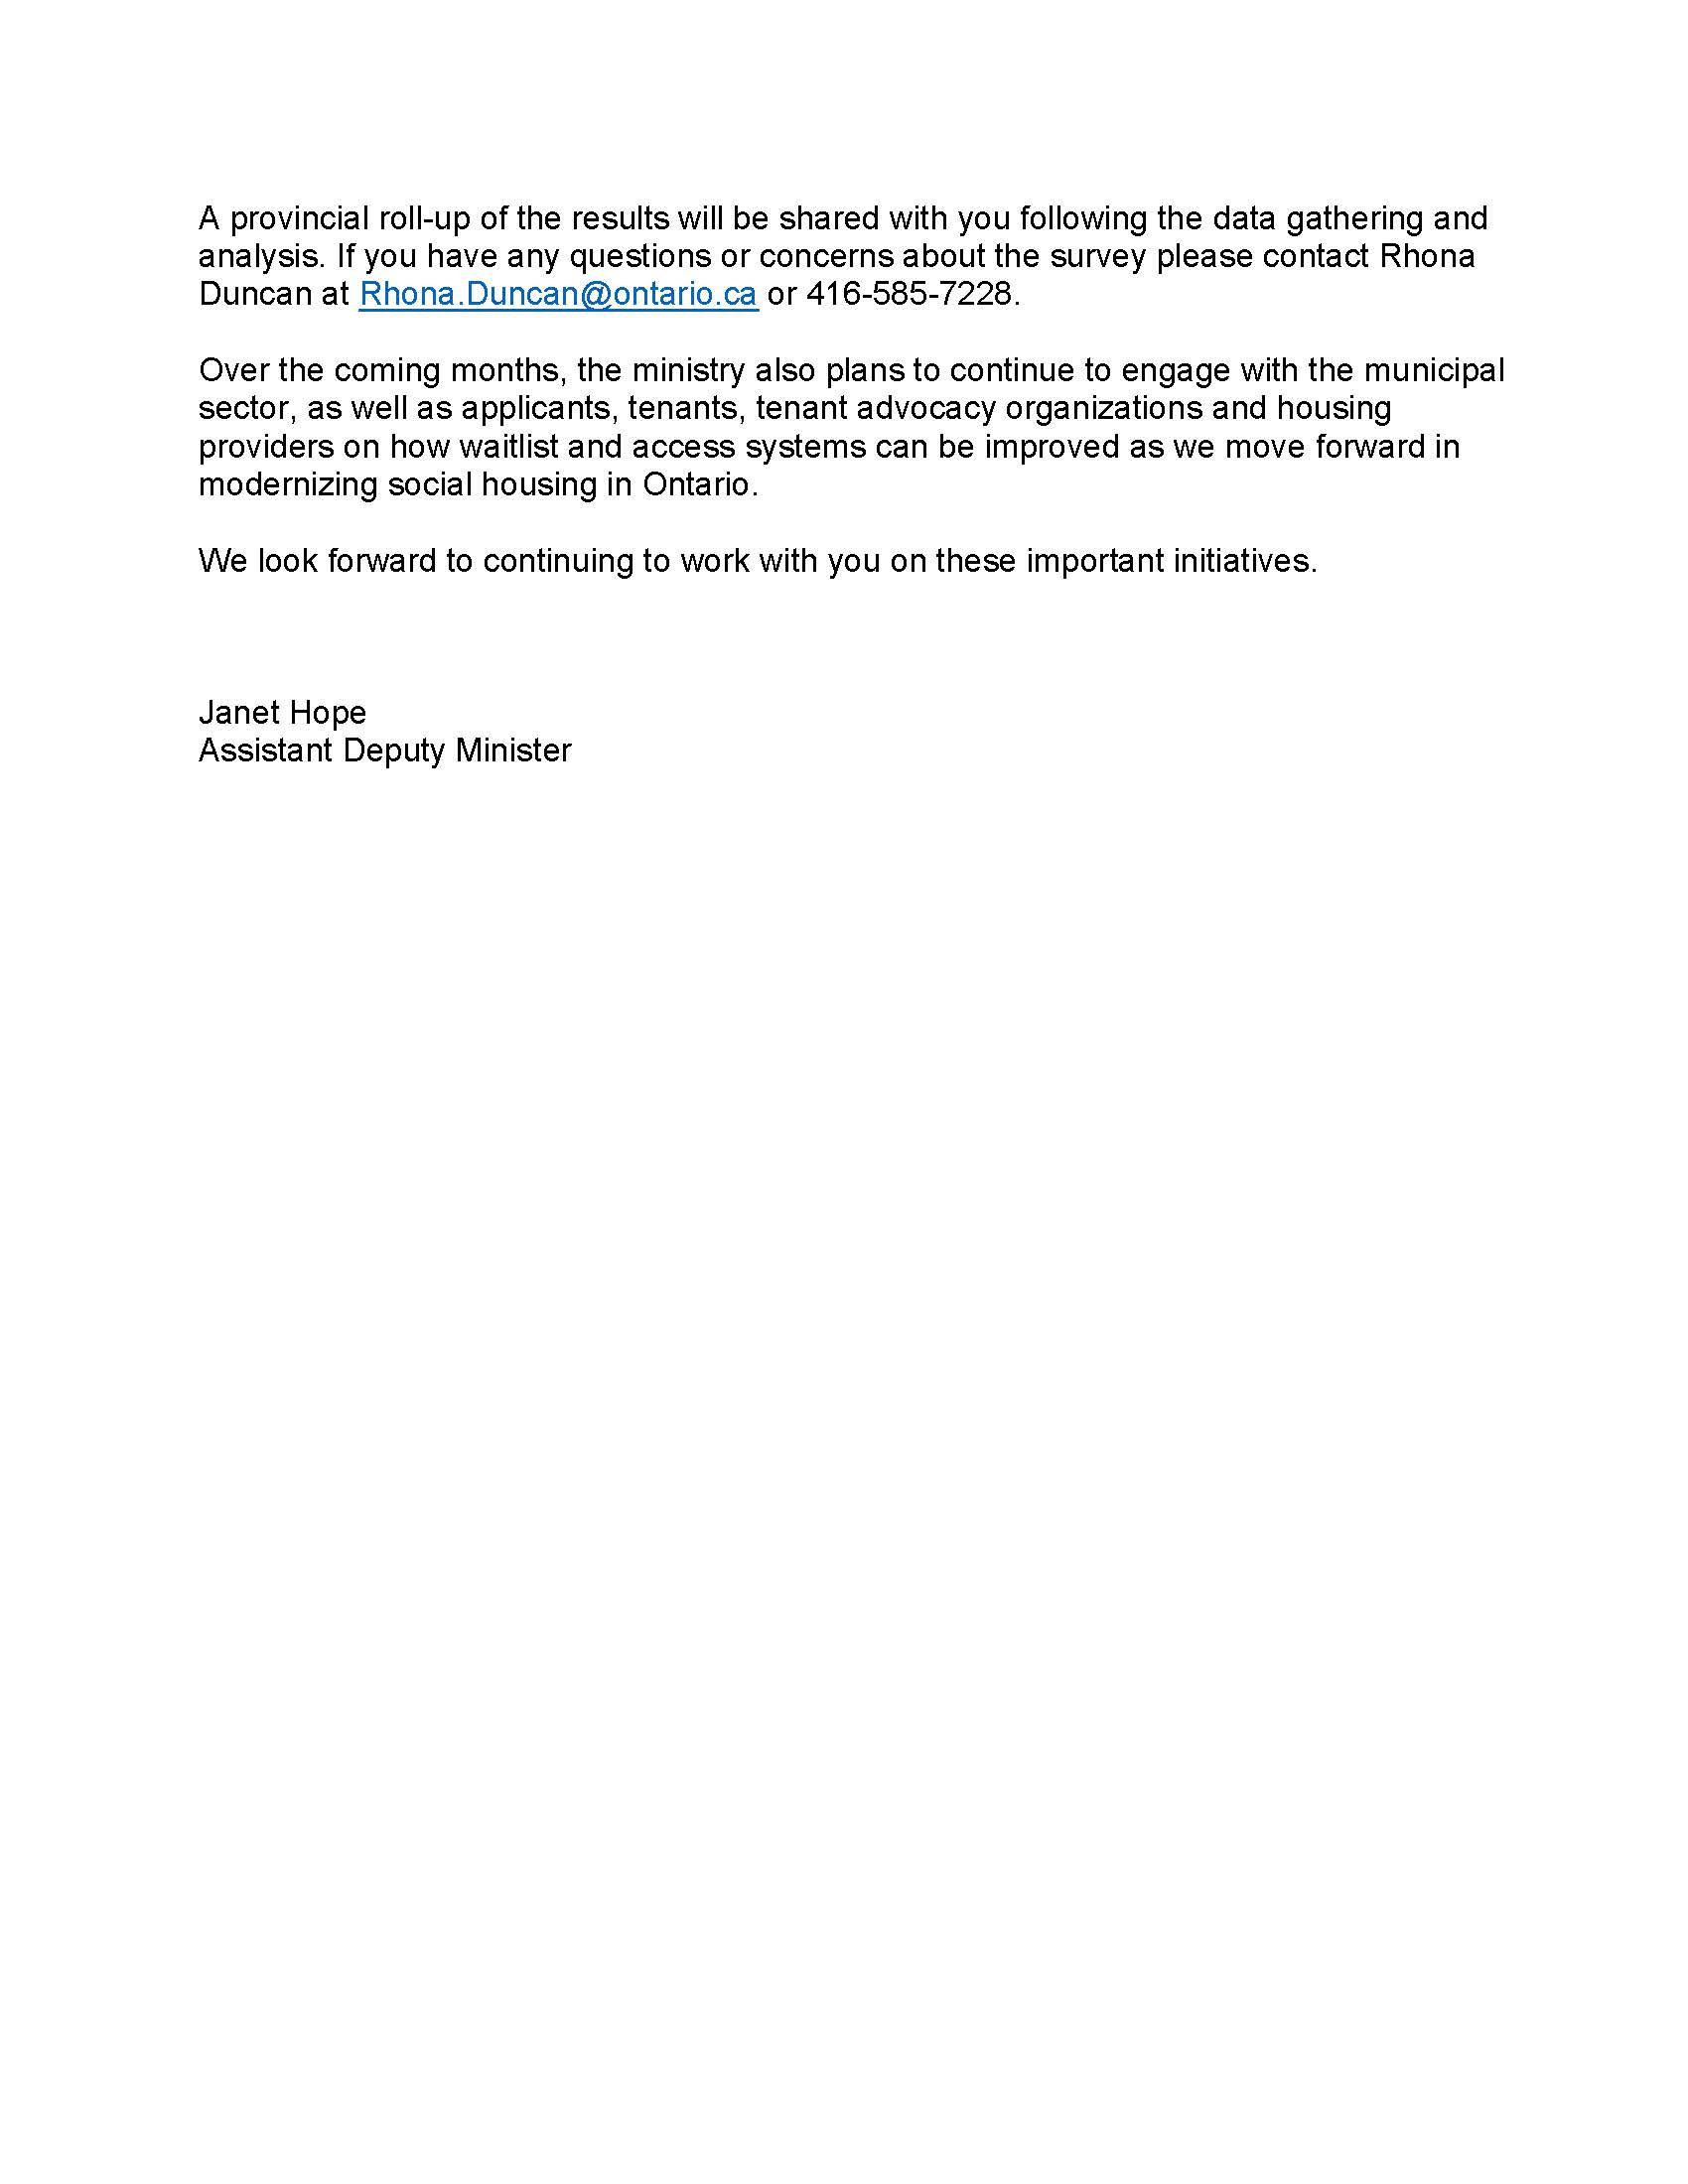 A provincial roll-up of the results will be shared with you following the data gathering and
analysis. If you have any questions or concerns about the survey please contact Rhona
Duncan at Rhona.Duncan@ontario.ca or 416-585-7228.
Over the coming months, the ministry also plans to continue to engage with the municipal
sector, as well as applicants, tenants, tenant advocacy organizations and housing
providers on how waitlist and access systems can be improved as we move forward in
modernizing social housing in Ontario.
We look forward to continuing to work with you on these important initiatives.
Janet Hope
Assistant Deputy Minister